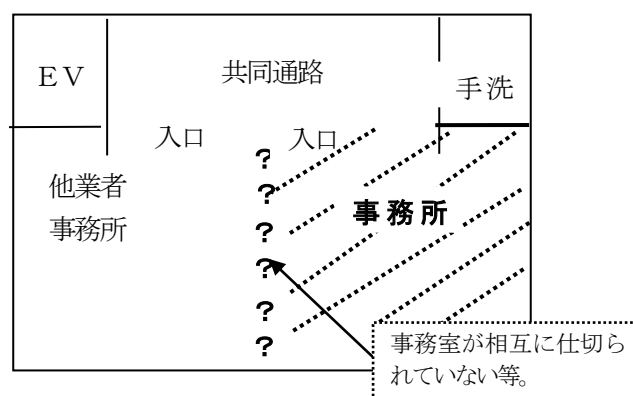 ＥＶ
共同通路
手洗
入口
入口
他業者
事務所
?
?
?
?
?
?
事務所
事務室が相互に仕切ら
れていない等。